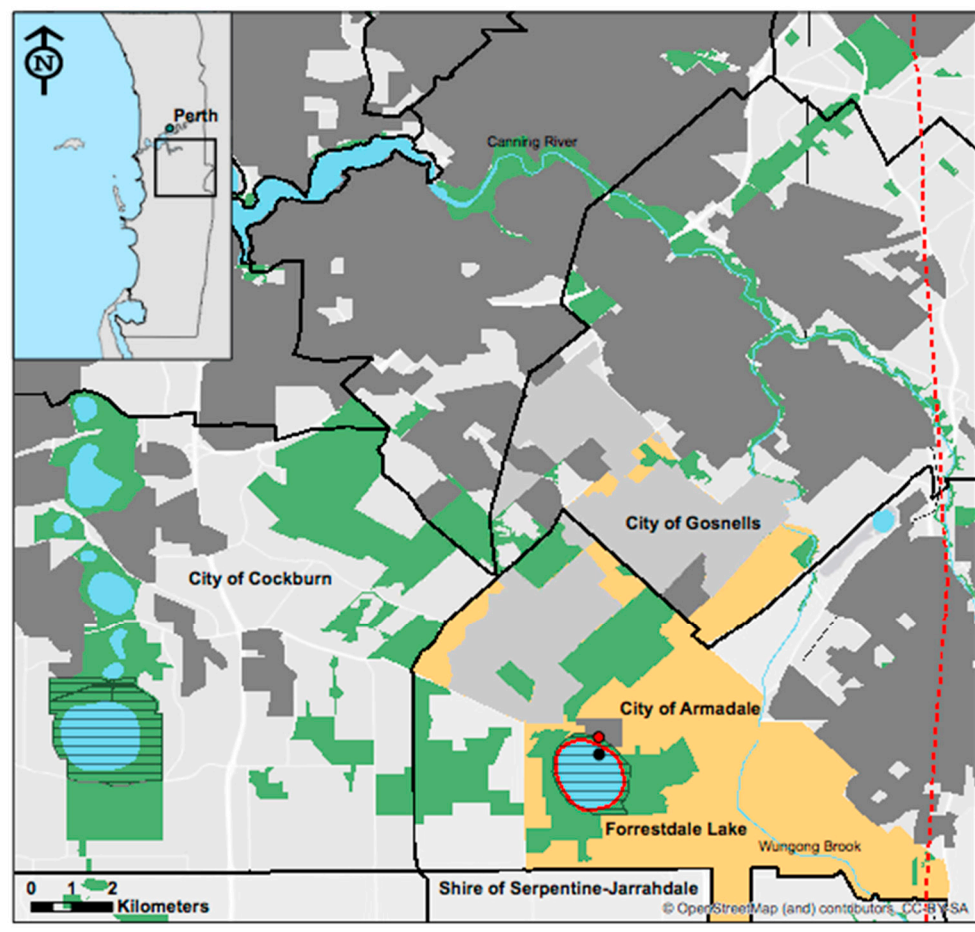 N
Perth
Canning River
City of Gosnells
City of Cockburn
City of Armadale
Forrestdale Lake
Wungong Brook
Shire of Serpentine-Jarrahdale
0 1 2
Kilometers
© OpenStreetMap (and) contributors, CC-BY-SA